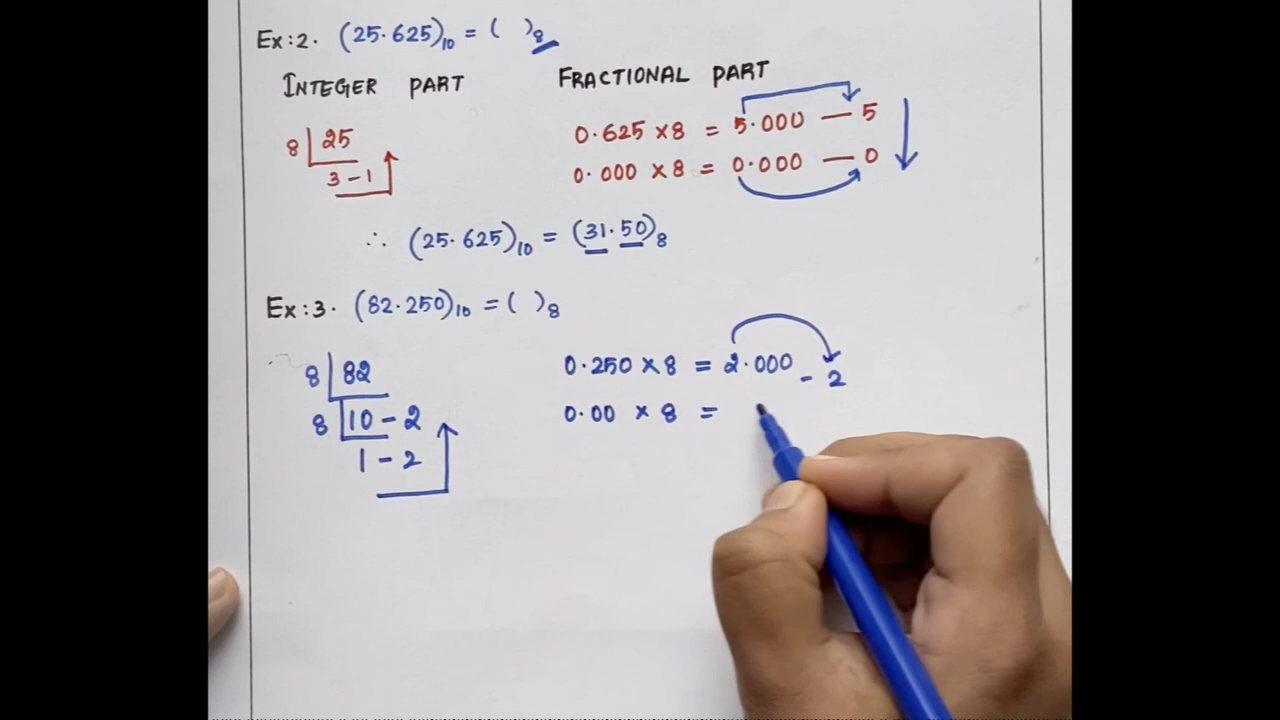 Ex:2. (25.625)₁₀ = ( )₈
INTEGER PART
8 25
3 - 1
FRACTIONAL PART
0.625 × 8 = 5.000 — 5
0.000 × 8 = 0.000 — 0
∴ (25.625)₁₀ = (31.50)₈
Ex:3. (82.250)₁₀ = ( )₈
8 82
8 10 - 2
1 - 2
0.250 × 8 = 2.000 - 2
0.00 × 8 =